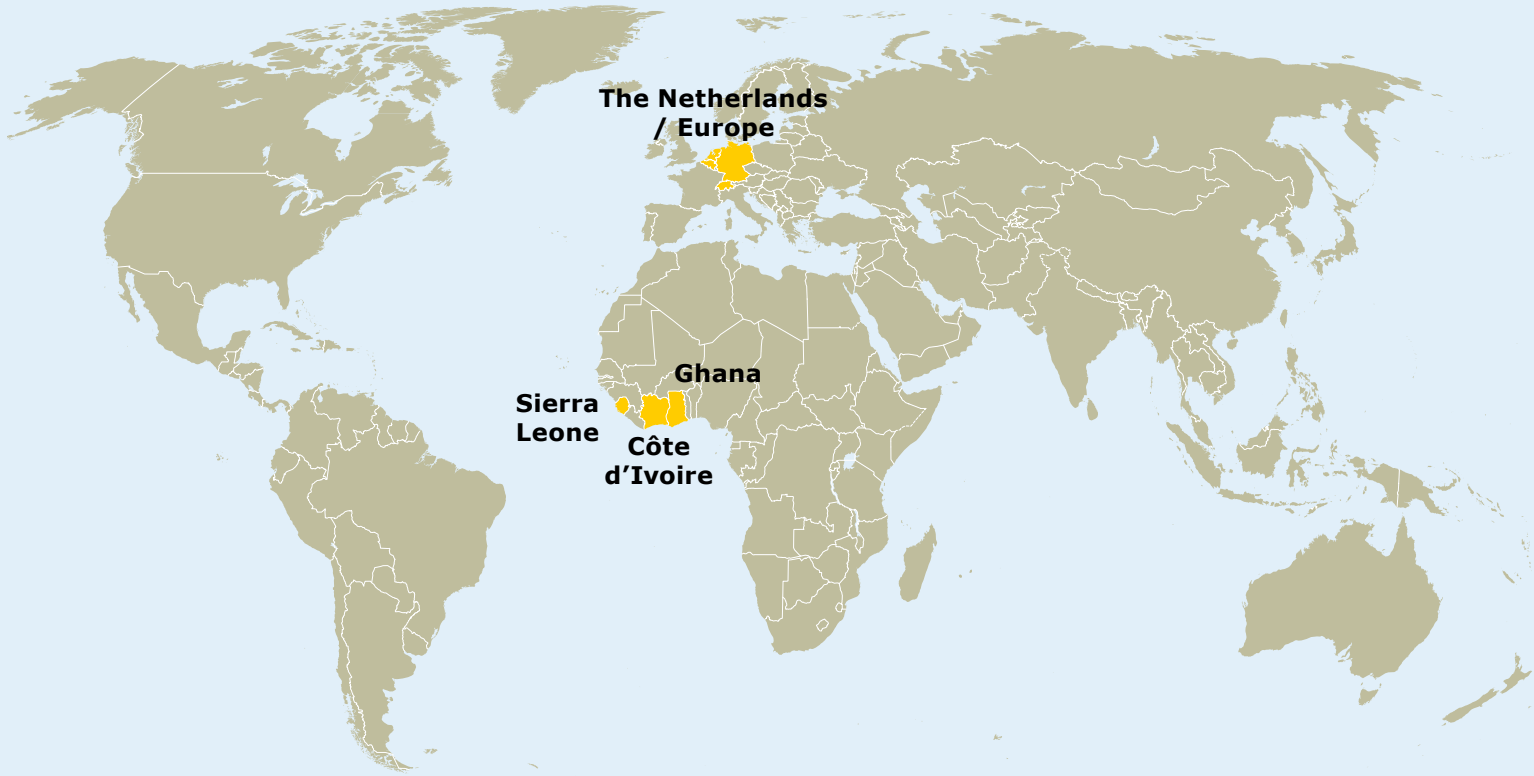 The Netherlands
/ Europe
Ghana
Sierra
Leone
Côte
d’Ivoire